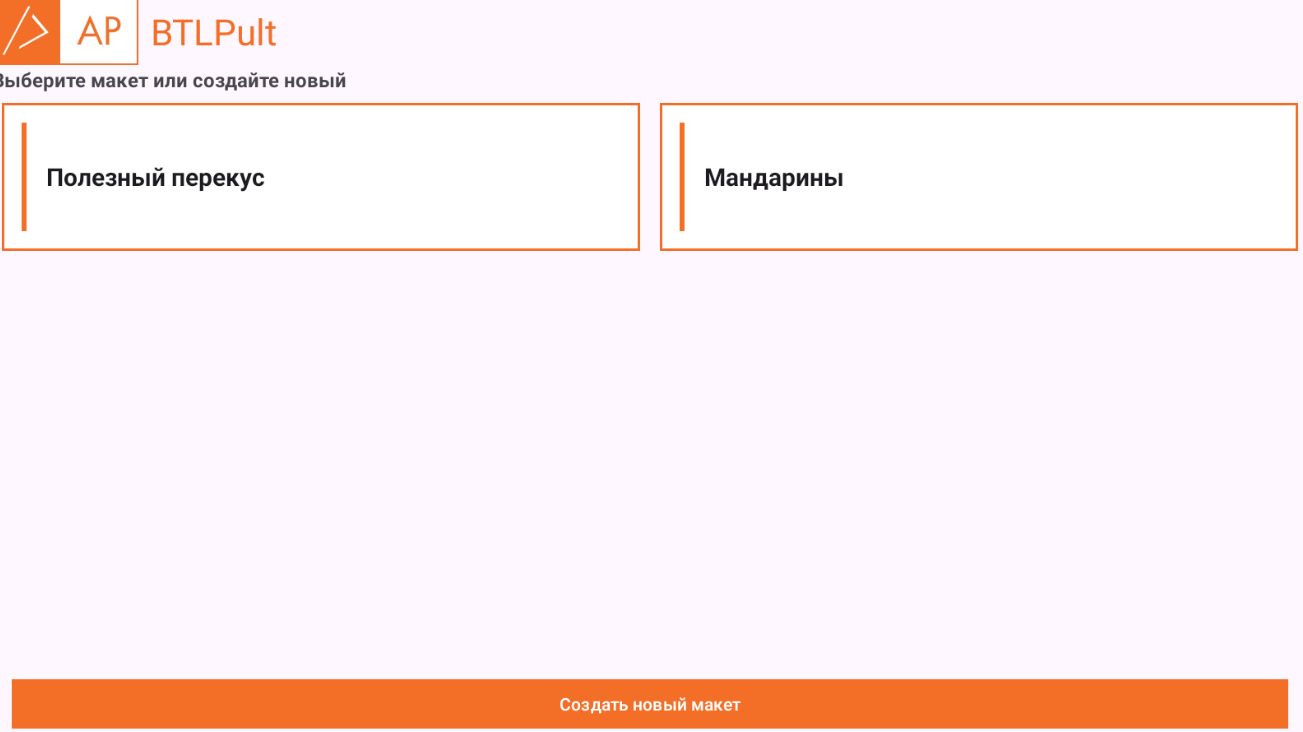 AP BTLPult
Выберите макет или создайте новый
Полезный перекус
Мандарины
Создать новый макет